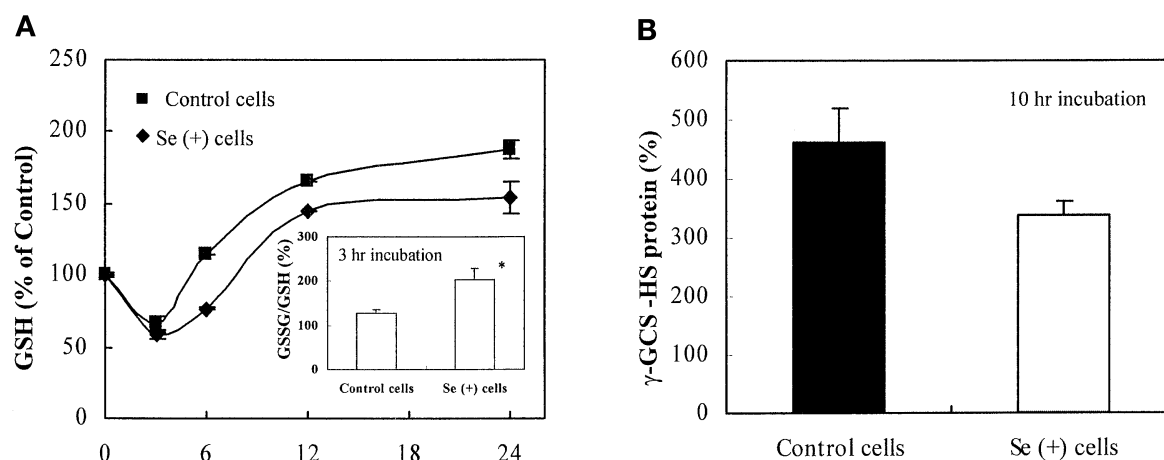 A
250
200
150
100
50
0
GSH (% of Control)
Control cells
Se (+) cells
300
200
100
0
GSSG/GSH (%)
3 hr incubation
*
Control cells Se (+) cells
0 6 12 18 24
B
600
500
400
300
200
100
0
γ-GCS -HS protein (%)
10 hr incubation
Control cells Se (+) cells